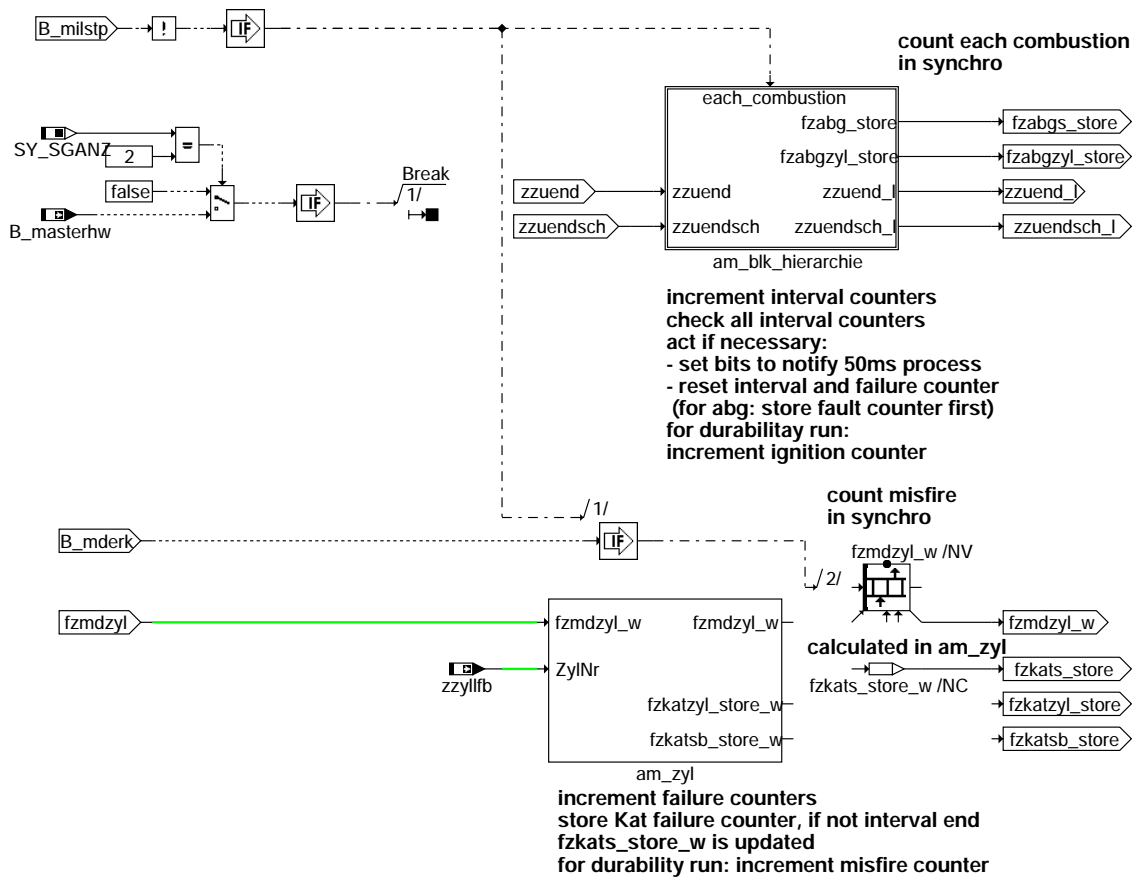 B_milstp
!
IF
count each combustion
in synchro
each_combustion
fzabg_store
fzabgs_store
fzabgzyl_store
fzabgzyl_store
SY_SGANZ
2
=
false
B_masterhw
IF
Break
1/
zzuend
zzuend
zzuend_l
zzuend_l
zzuendsch
zzuendsch
zzuendsch_l
zzuendsch_l
am_blk_hierarchie
increment interval counters
check all interval counters
act if necessary:
- set bits to notify 50ms process
- reset interval and failure counter
(for abg: store fault counter first)
for durabilitay run:
increment ignition counter
count misfire
in synchro
/1/
B_mderk
IF
fzmdzyl_w /NV
/2/
fzmdzyl
fzmdzyl_w
fzmdzyl_w
fzmdzyl_w
calculated in am_zyl
zzyllfb
ZylNr
fzkats_store
fzkats_store_w /NC
fzkatzyl_store_w
fzkatzyl_store
fzkatsb_store_w
fzkatsb_store
am_zyl
increment failure counters
store Kat failure counter, if not interval end
fzkats_store_w is updated
for durability run: increment misfire counter